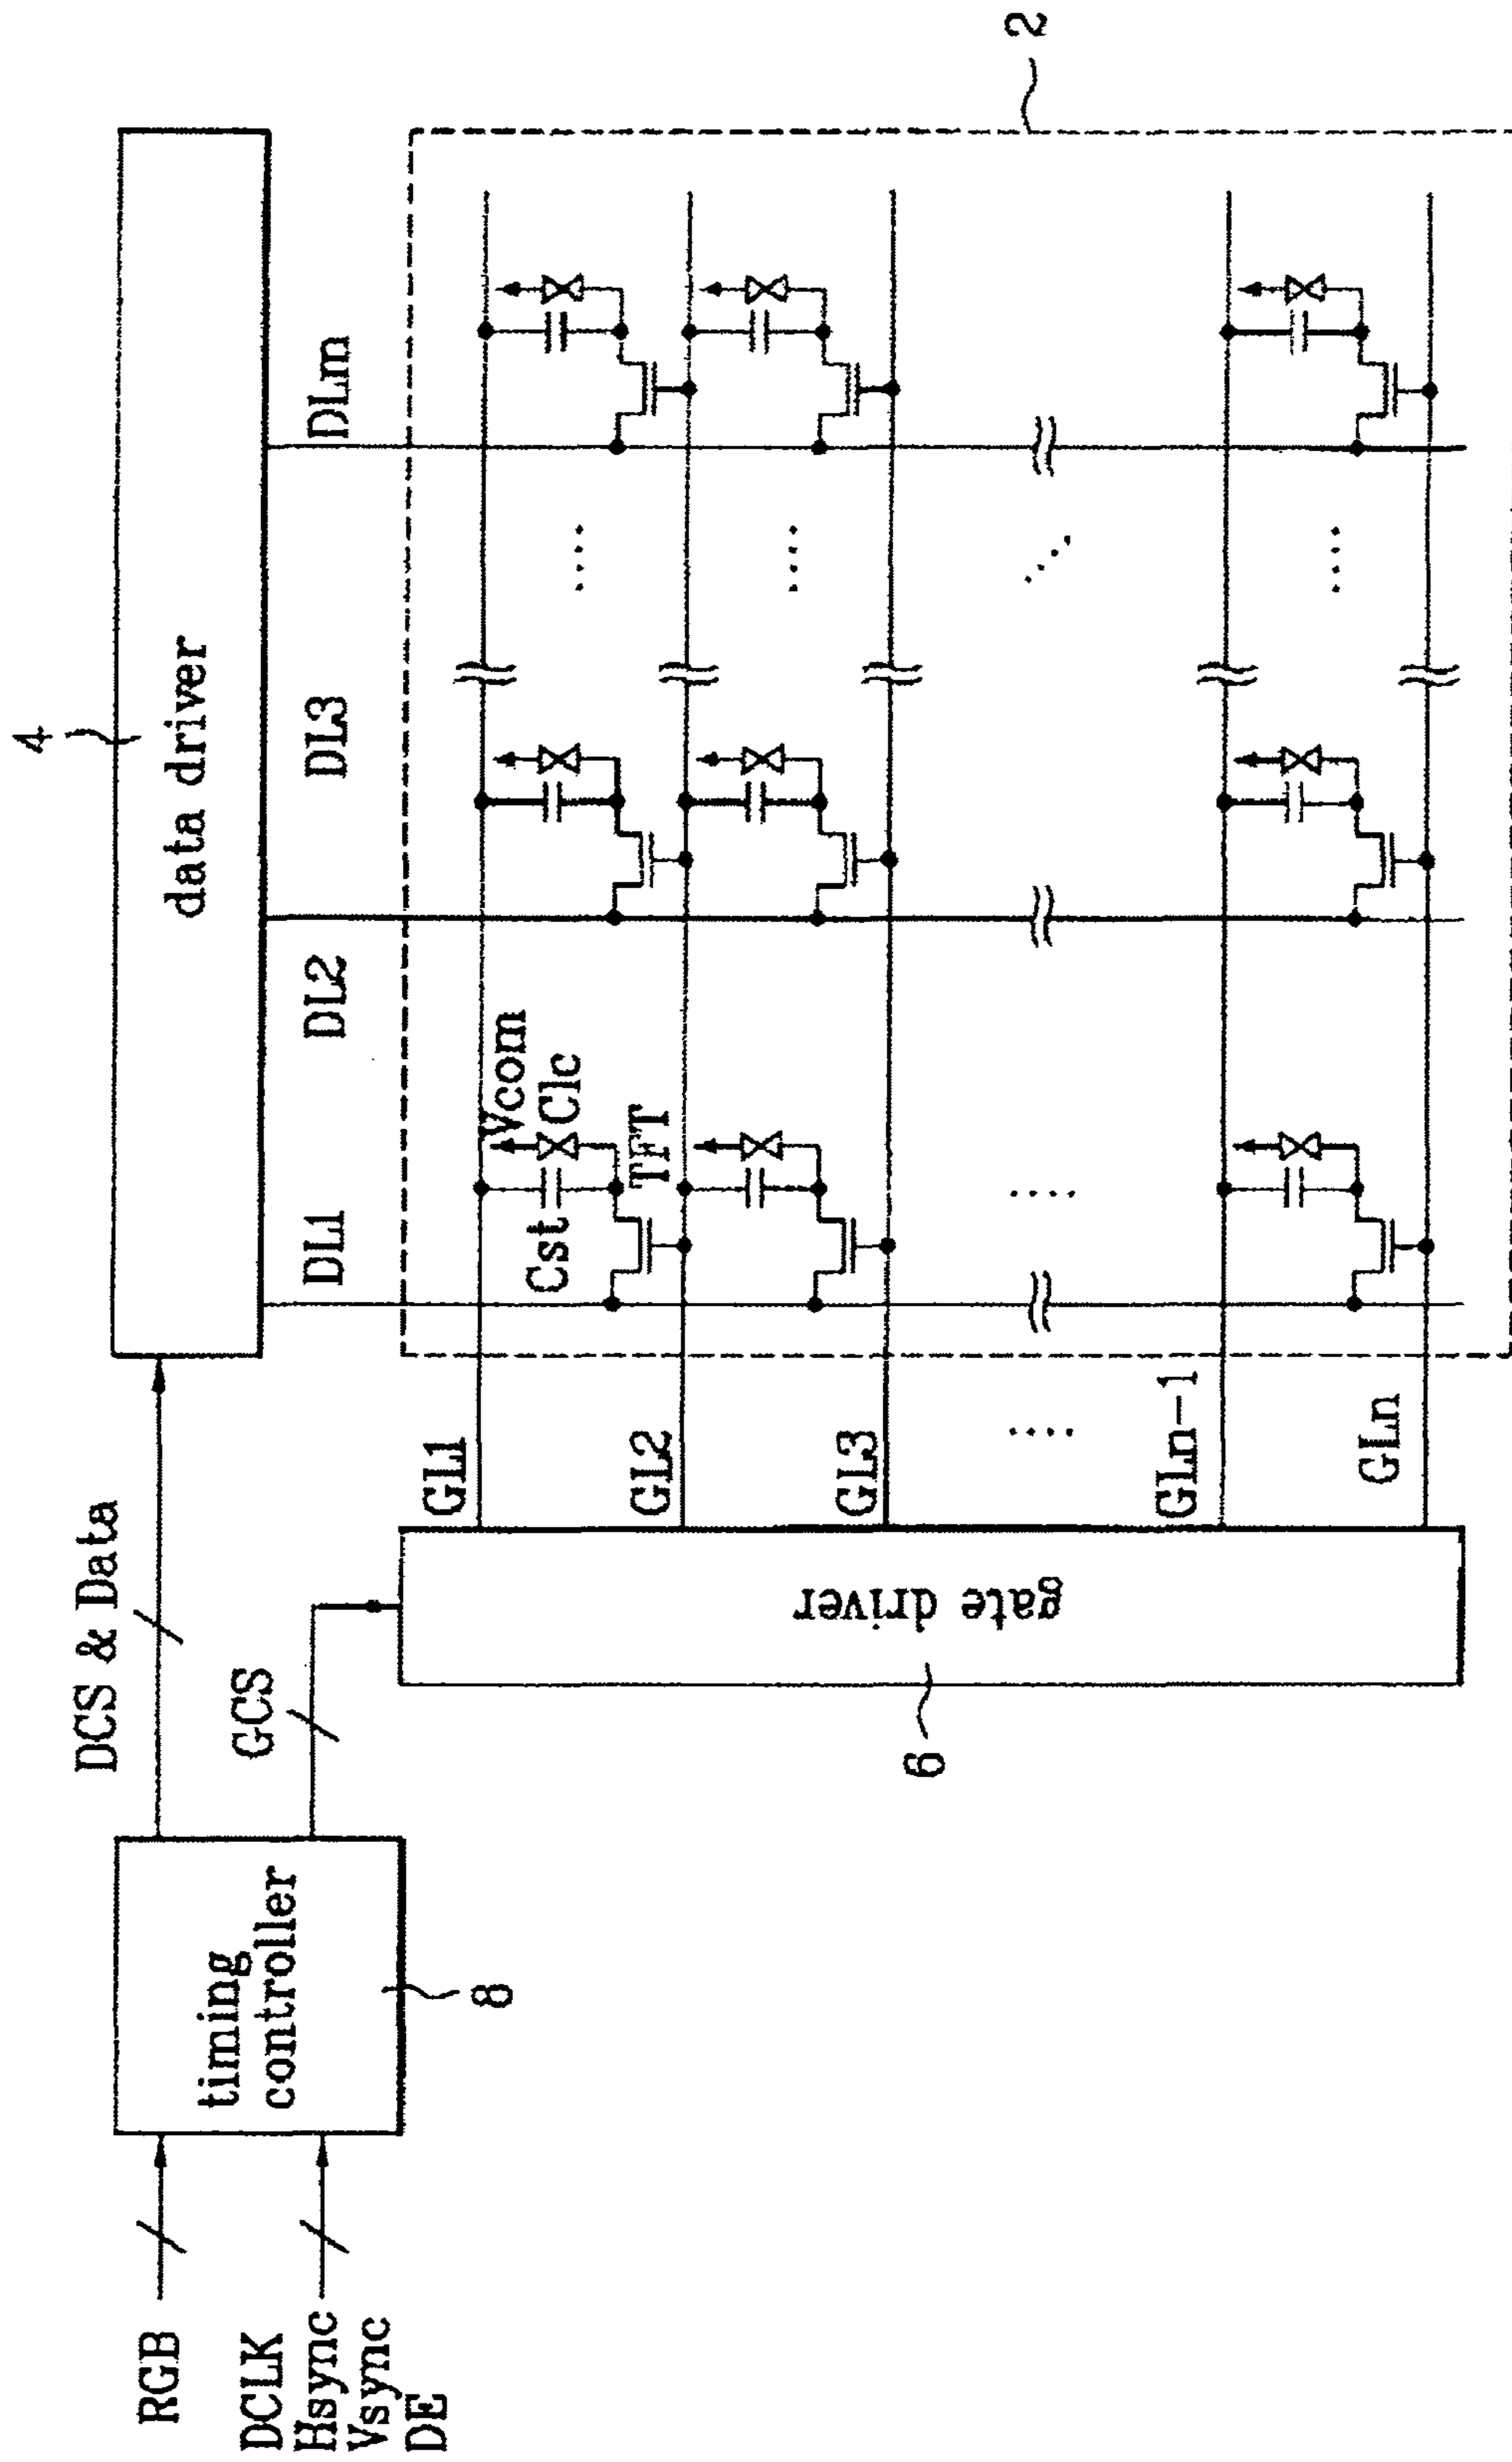 4
data driver
DCS & Data
RGB
DCLK
Hsync
Vsync
DE
timing
controller
8
GCS
6
gate driver
DL1
DL2
DL3
DLm
2
GL1
GL2
GL3
GLn-1
GLn
Vcom
Clc
Cst
TFT